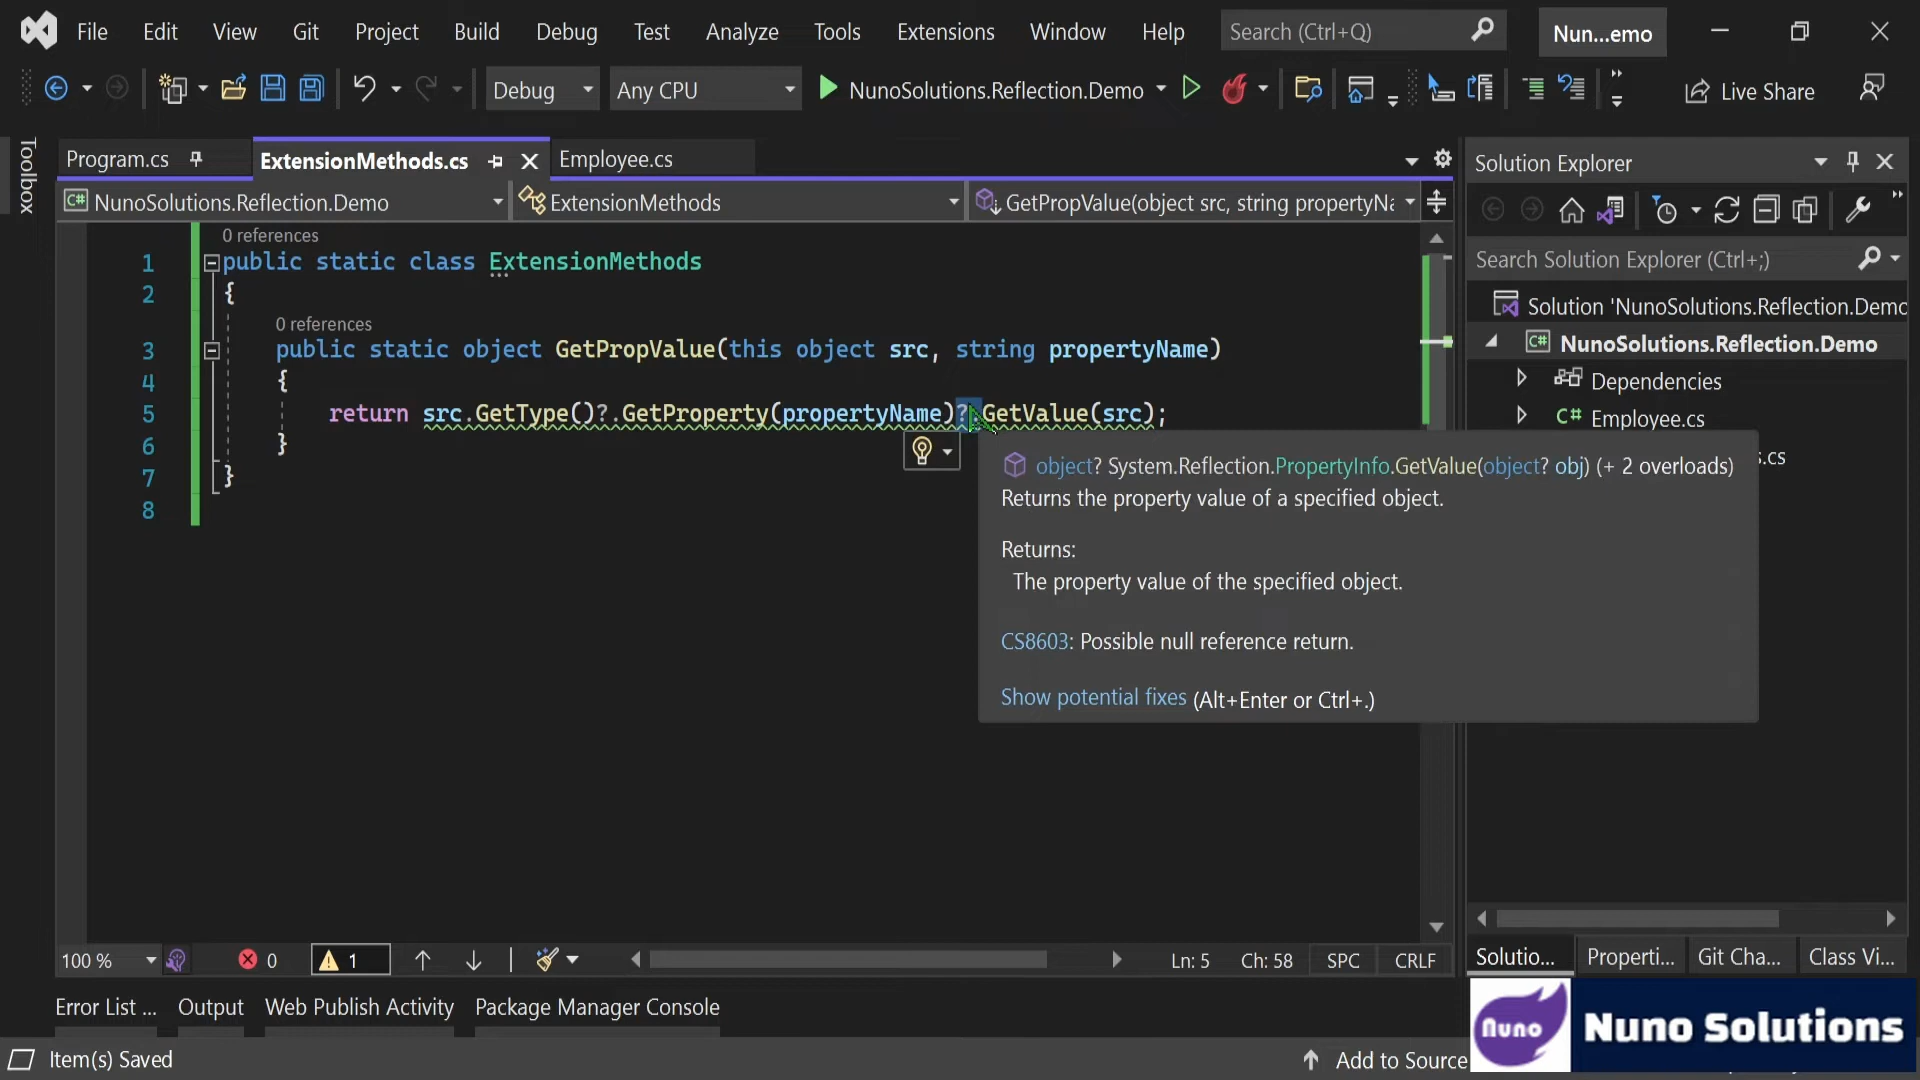 File Edit View Git Project Build Debug Test Analyze Tools Extensions Window Help Search (Ctrl+Q) Nun...emo
Debug Any CPU NunoSolutions.Reflection.Demo Live Share
Toolbox
Program.cs ExtensionMethods.cs Employee.cs
C# NunoSolutions.Reflection.Demo ExtensionMethods GetPropValue(object src, string propertyNa
0 references
1 public static class ExtensionMethods
2 {
0 references
3 public static object GetPropValue(this object src, string propertyName)
4 {
5 return src.GetType()?.GetProperty(propertyName)?.GetValue(src);
6 }
7 }
8
object? System.Reflection.PropertyInfo.GetValue(object? obj) (+ 2 overloads)
Returns the property value of a specified object.
Returns:
The property value of the specified object.
CS8603: Possible null reference return.
Show potential fixes (Alt+Enter or Ctrl+.)
Solution Explorer
Search Solution Explorer (Ctrl+;)
Solution 'NunoSolutions.Reflection.Demo
C# NunoSolutions.Reflection.Demo
Dependencies
C# Employee.cs
s.cs
100 % 0 1 Ln: 5 Ch: 58 SPC CRLF
Solutio... Properti... Git Cha... Class Vi...
Error List ... Output Web Publish Activity Package Manager Console
Item(s) Saved Add to Source
nuno Nuno Solutions